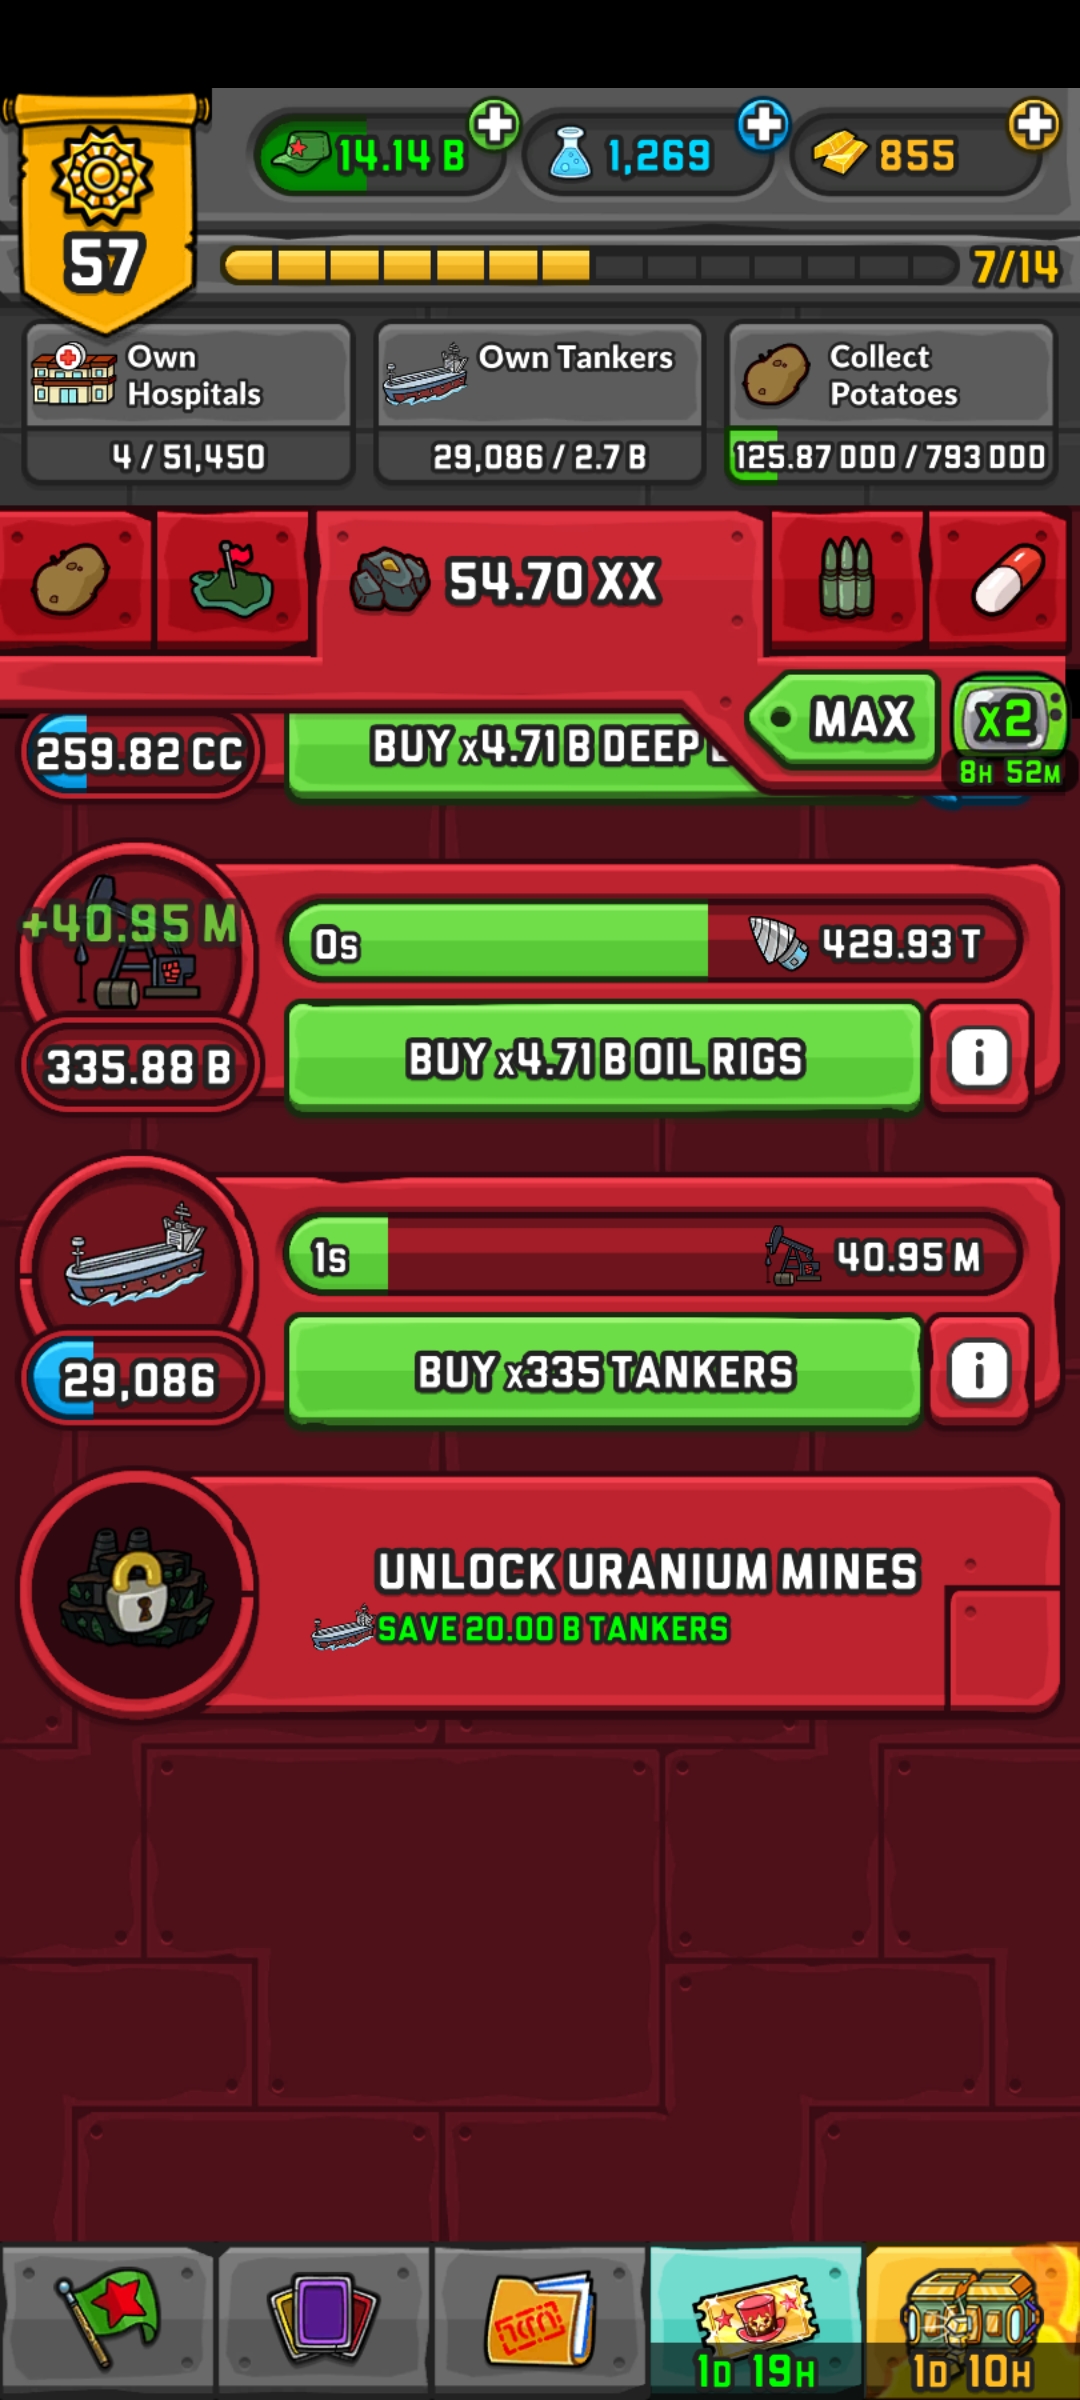 14.14 B
1,269
855
57
7/14
Own
Hospitals
4 / 51,450
Own Tankers
29,086 / 2.7 B
Collect
Potatoes
125.87 DDD / 793 DDD
54.70 XX
MAX
x2
8H 52M
259.82 CC
BUY x4.71 B DEEP
+40.95 M
0s
429.93 T
335.88 B
BUY x4.71 B OIL RIGS
i
1s
40.95 M
29,086
BUY x335 TANKERS
i
UNLOCK URANIUM MINES
SAVE 20.00 B TANKERS
1D 19H
1D 10H